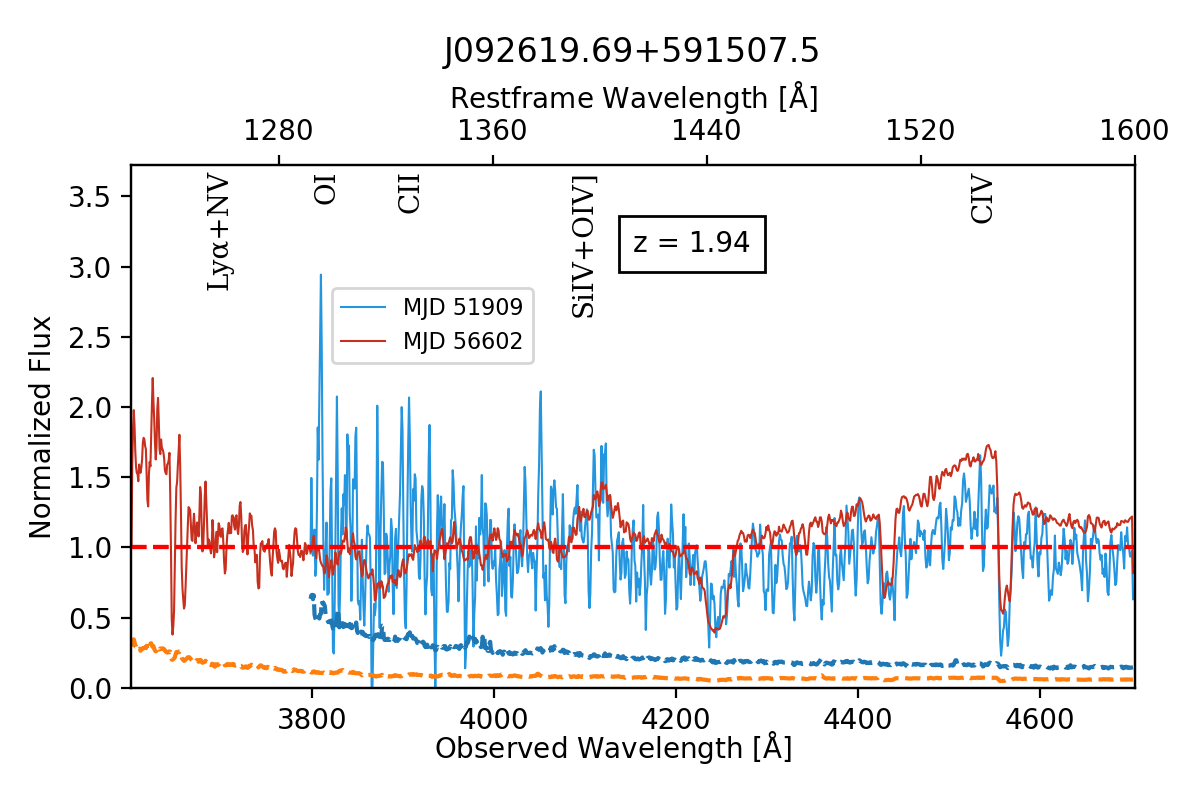 J092619.69+591507.5
Restframe Wavelength [Å]
1280 1360 1440 1520 1600
Lyα+NV
OI
CII
SiIV+OIV]
CIV
z = 1.94
MJD 51909
MJD 56602
Normalized Flux
3.5
3.0
2.5
2.0
1.5
1.0
0.5
0.0
3800 4000 4200 4400 4600
Observed Wavelength [Å]